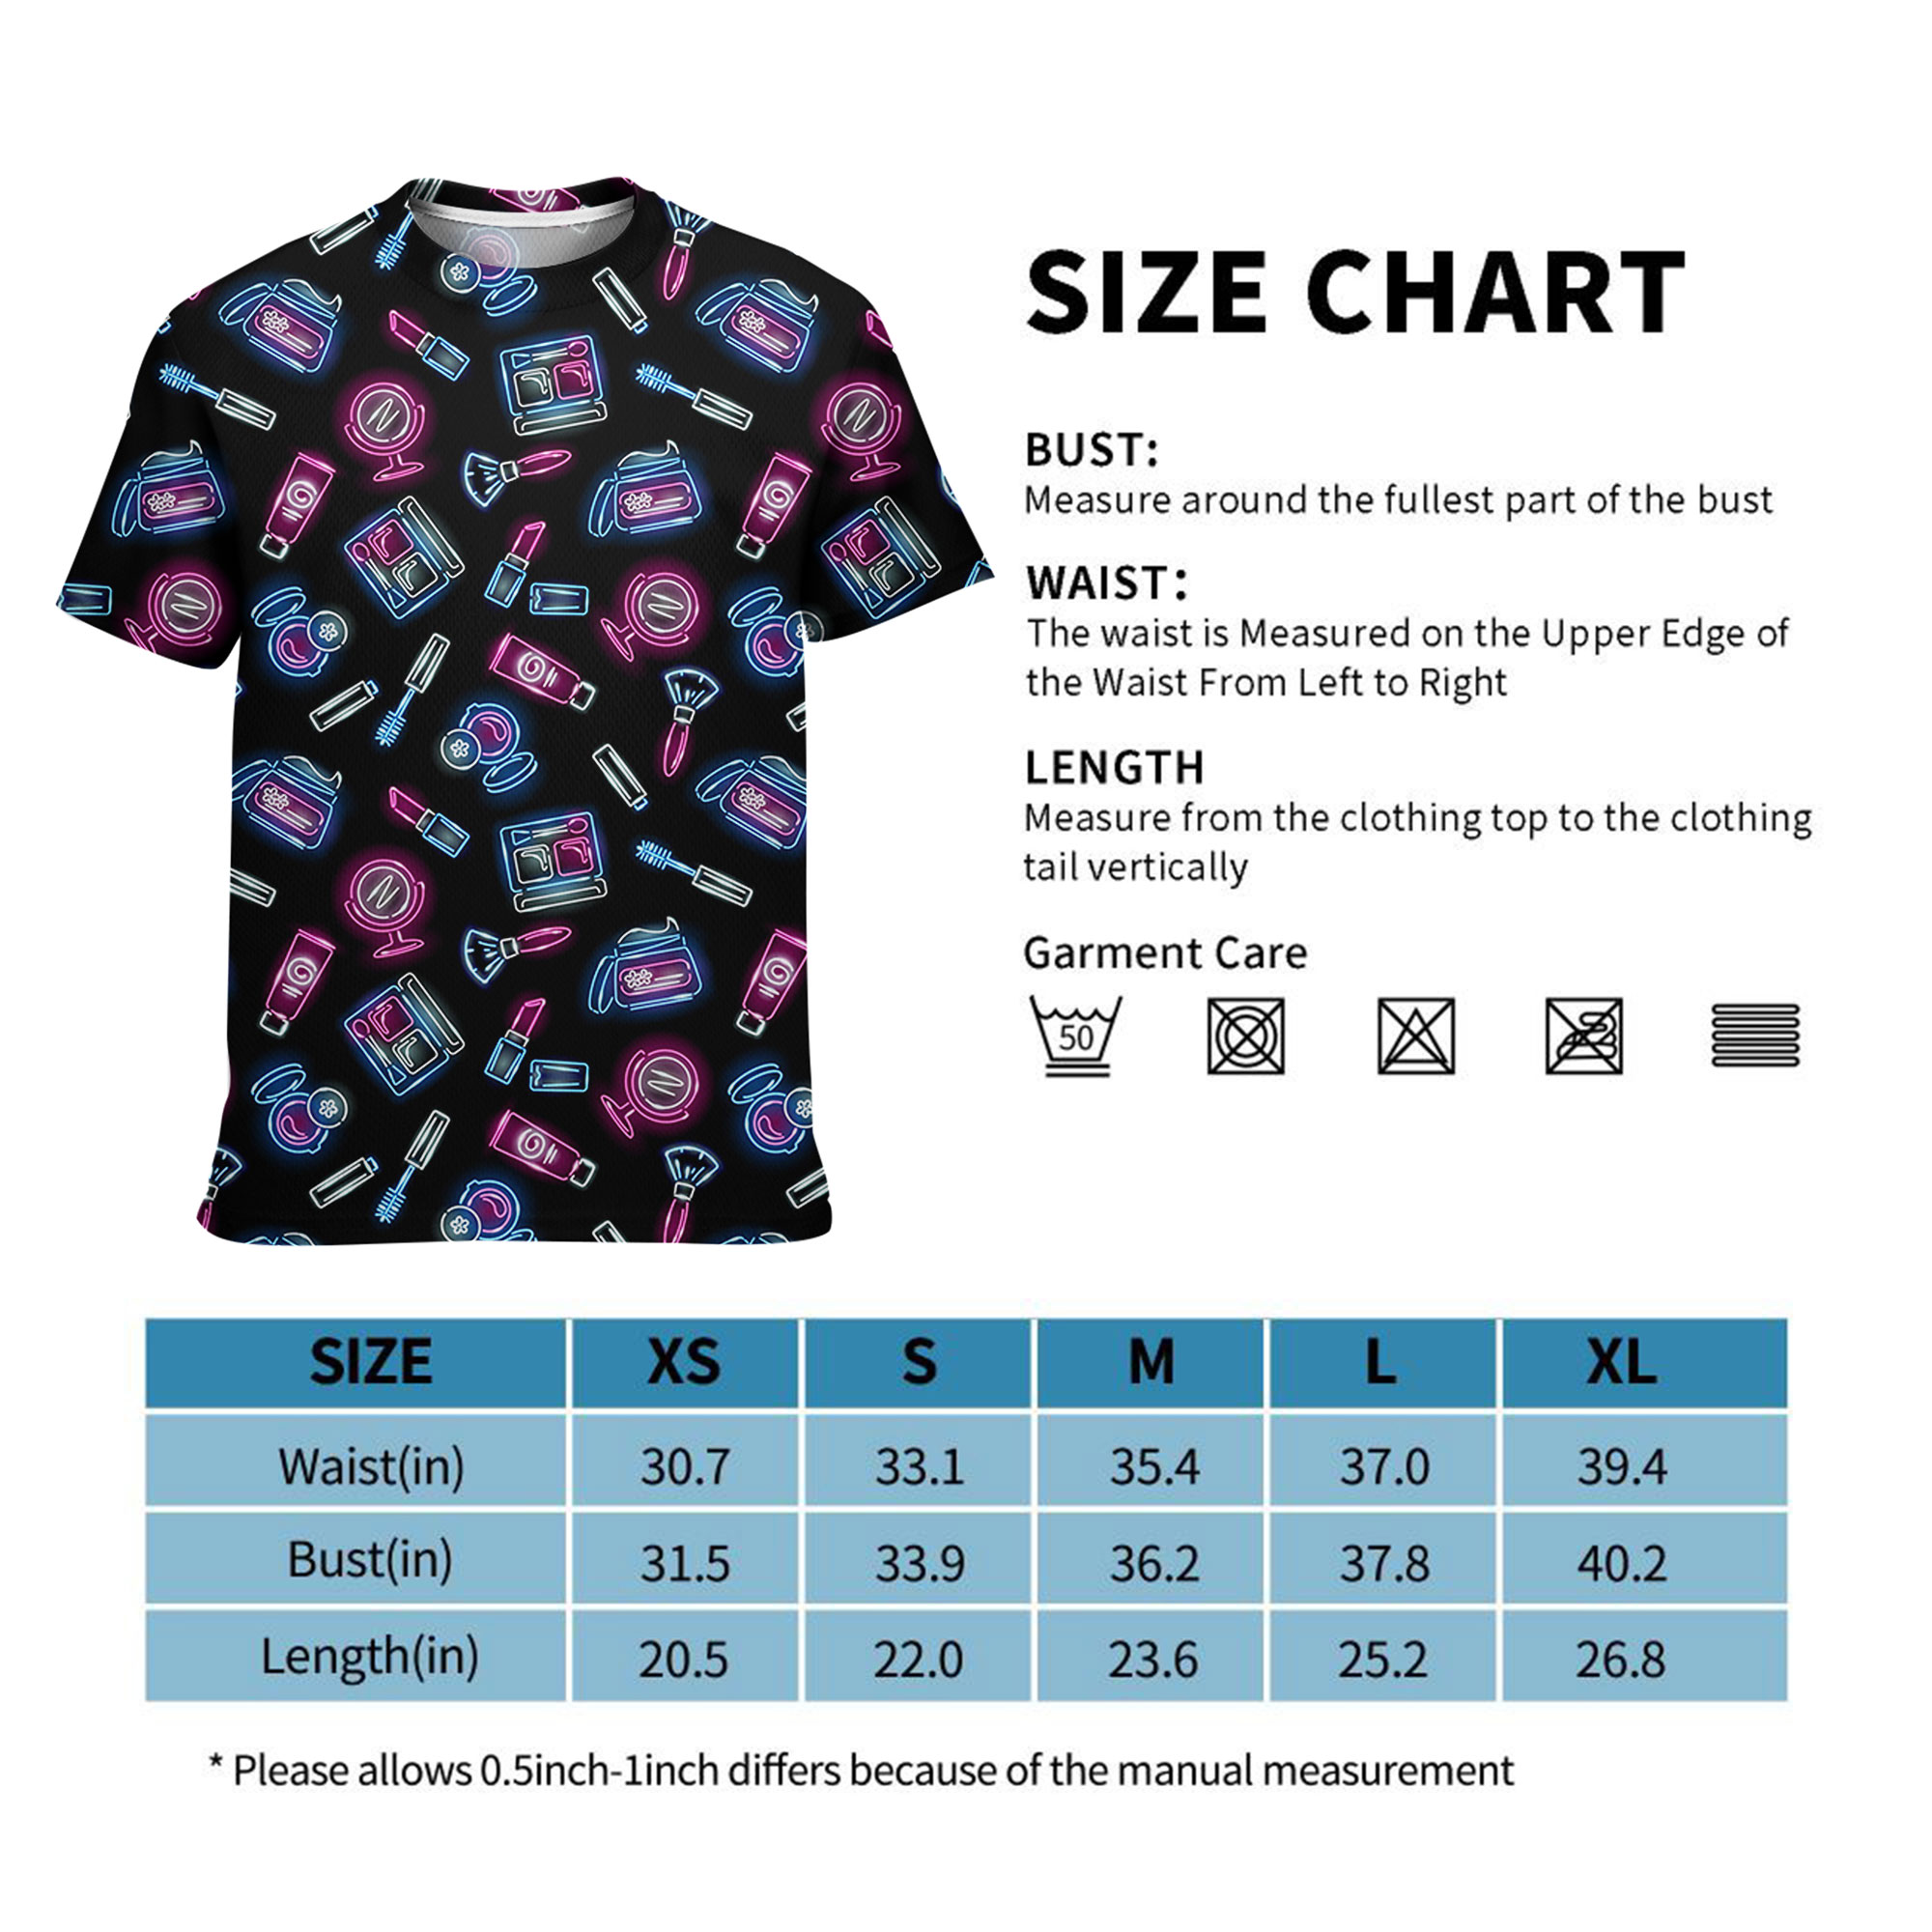 SIZE CHART
BUST:
Measure around the fullest part of the bust
WAIST:
The waist is Measured on the Upper Edge of
the Waist From Left to Right
LENGTH
Measure from the clothing top to the clothing
tail vertically
Garment Care
50
SIZE XS S M L XL
Waist(in) 30.7 33.1 35.4 37.0 39.4
Bust(in) 31.5 33.9 36.2 37.8 40.2
Length(in) 20.5 22.0 23.6 25.2 26.8
* Please allows 0.5inch-1inch differs because of the manual measurement